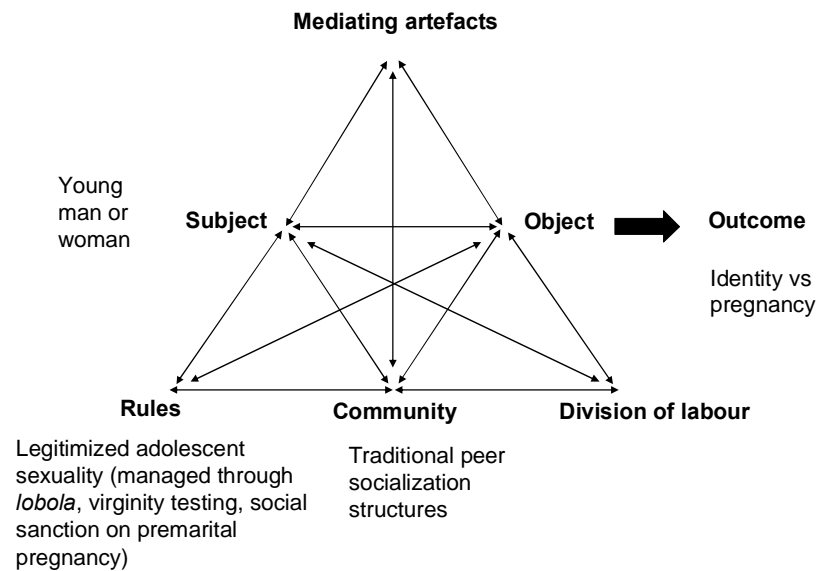 Mediating artefacts
Young
man or
woman
Subject
Object
Outcome
Identity vs
pregnancy
Rules
Community
Division of labour
Legitimized adolescent
sexuality (managed through
lobola, virginity testing, social
sanction on premarital
pregnancy)
Traditional peer
socialization
structures